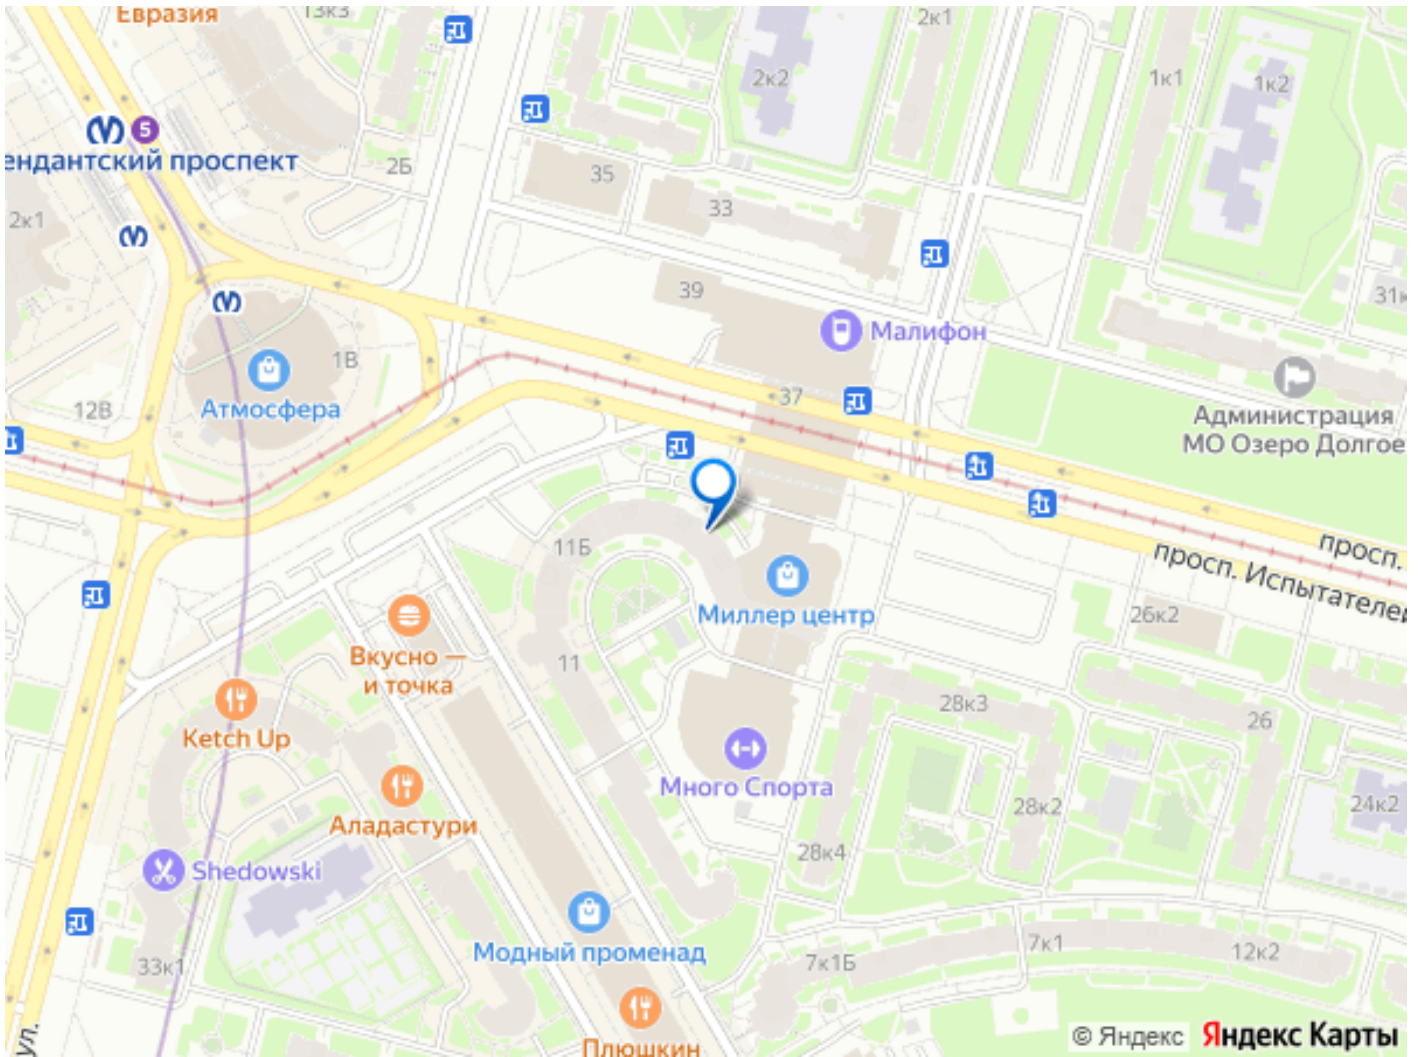 Евразия
13к3
2к1
2к2
1к1
1к2
5
ендантский проспект
2Б
35
33
2к1
39
31к
Малифон
1В
Атмосфера
12В
37
Администрация
МО Озеро Долгое
11Б
просп. Испытателей
просп.
Миллер центр
26к2
Вкусно —
и точка
11
Ketch Up
28к3
26
Много Спорта
Аладастури
28к2
24к2
28к4
Shedowski
Модный променад
33к1
7к1Б
7к1
12к2
Плюшкин
ул.
© Яндекс Яндекс Карты